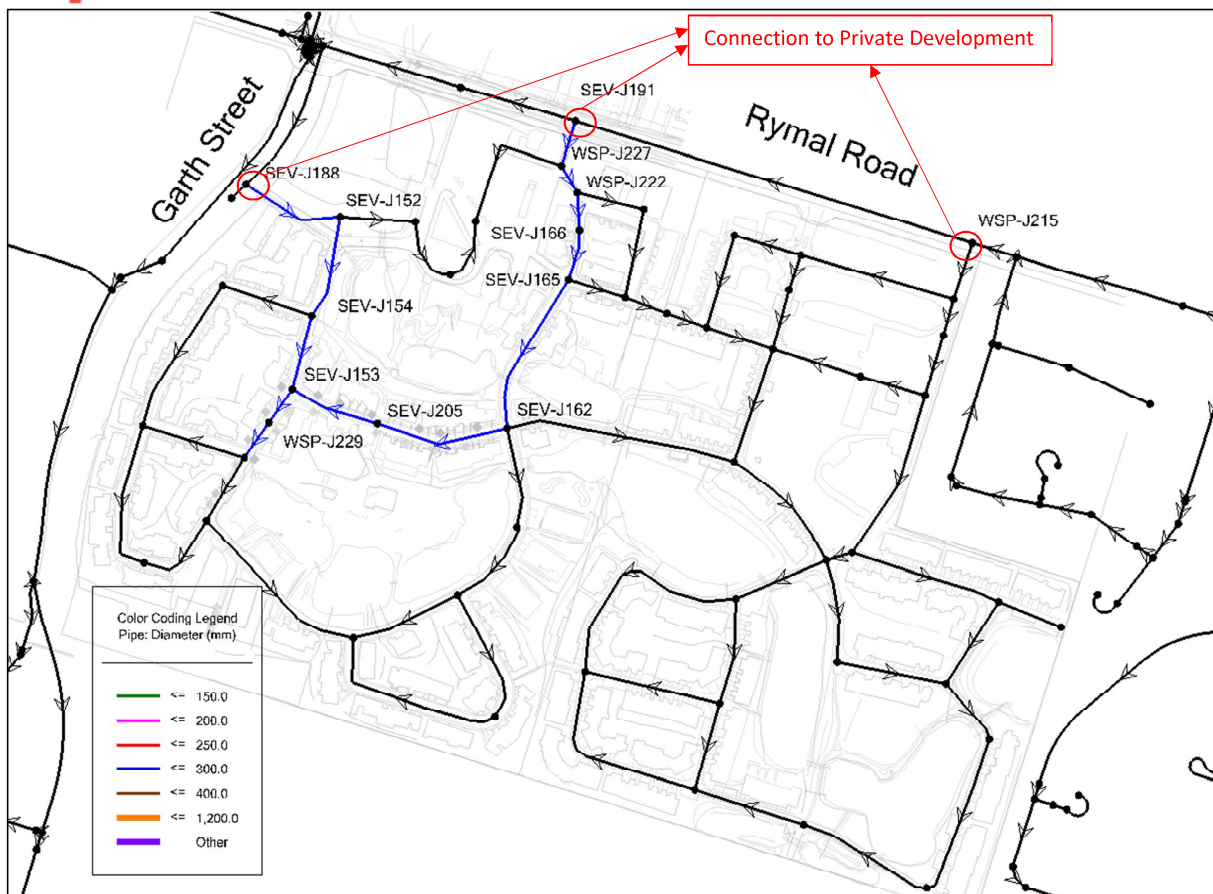 Connection to Private Development
SEV-J191
Rymal Road
Garth Street
WSP-J227
SEV-J188
WSP-J222
SEV-J152
SEV-J166
WSP-J215
SEV-J165
SEV-J154
SEV-J153
SEV-J205
SEV-J162
WSP-J229
Color Coding Legend
Pipe: Diameter (mm)
<= 150.0
<= 200.0
<= 250.0
<= 300.0
<= 400.0
<= 1,200.0
Other